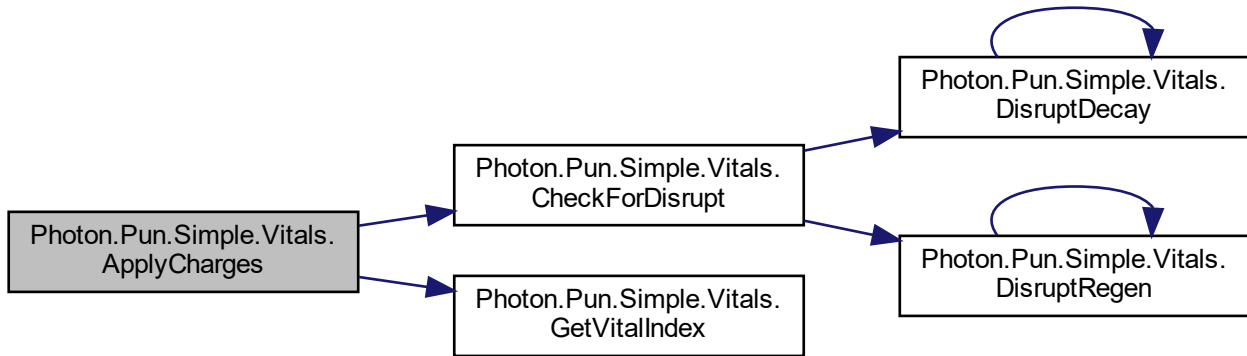 Photon.Pun.Simple.Vitals.
ApplyCharges
Photon.Pun.Simple.Vitals.
CheckForDisrupt
Photon.Pun.Simple.Vitals.
GetVitalIndex
Photon.Pun.Simple.Vitals.
DisruptDecay
Photon.Pun.Simple.Vitals.
DisruptRegen